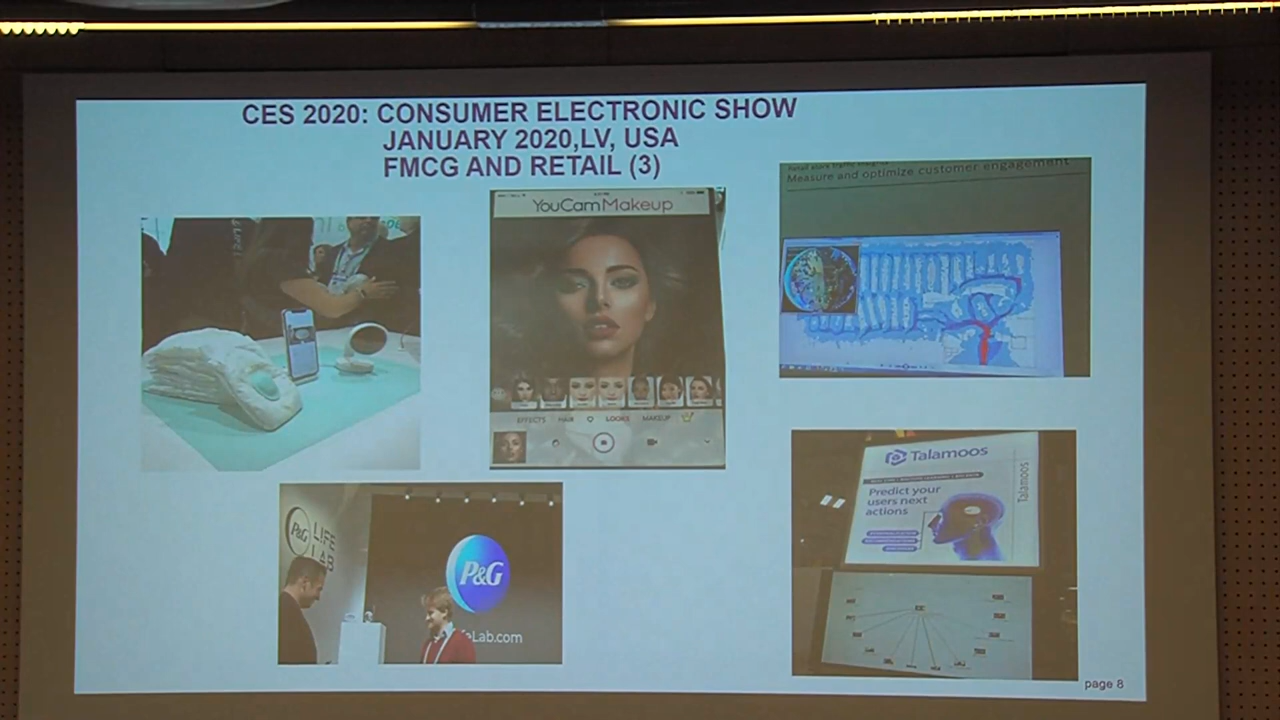 CES 2020: CONSUMER ELECTRONIC SHOW
JANUARY 2020,LV, USA
FMCG AND RETAIL (3)
Measure and optimize customer engagement
YouCam Makeup
EFFECTS HAIR LOOKS MAKEUP
Talamoos
Talamoos
Predict your
users next
actions
P&G
LIFE
LAB
P&G
eLab.com
page 8